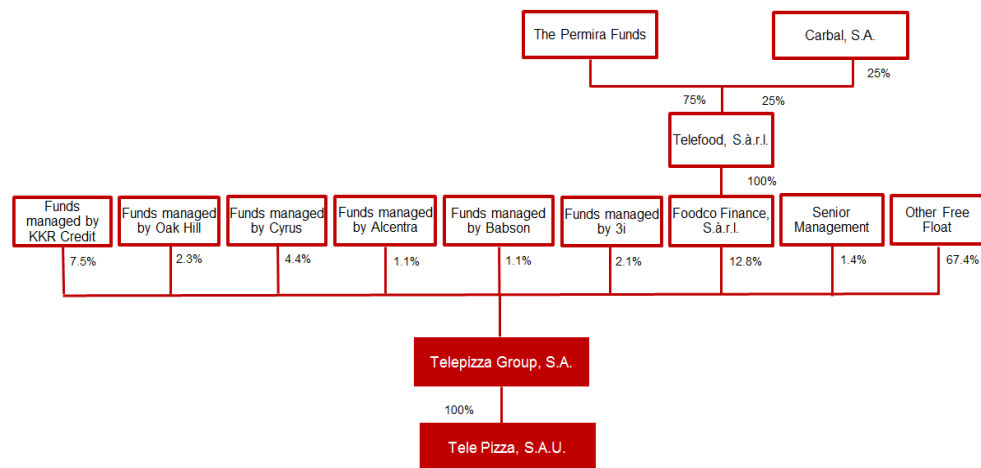 The Permira Funds
Carbal, S.A.
25%
75%
25%
Telefood, S.à.r.l.
100%
Funds
managed by
KKR Credit
Funds managed
by Oak Hill
Funds managed
by Cyrus
Funds managed
by Alcentra
Funds managed
by Babson
Funds managed
by 3i
Foodco Finance,
S.à.r.l.
Senior
Management
Other Free
Float
7.5%
2.3%
4.4%
1.1%
1.1%
2.1%
12.8%
1.4%
67.4%
Telepizza Group, S.A.
100%
Tele Pizza, S.A.U.